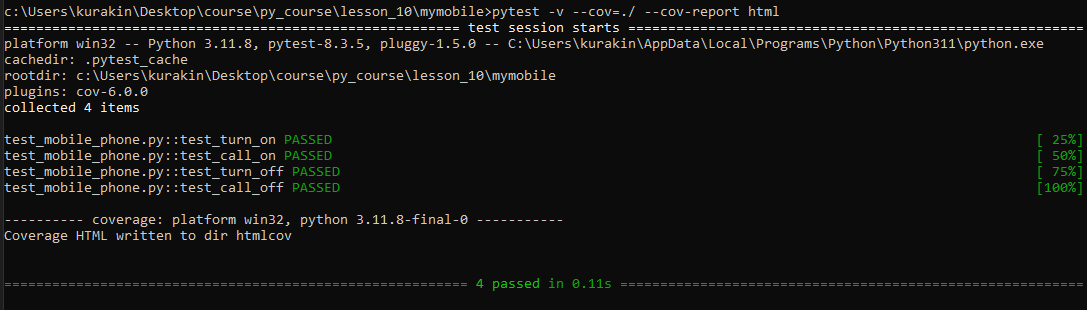 c:\Users\kurakin\Desktop\course\py_course\lesson_10\mymobile>pytest -v --cov=./ --cov-report html
========================================================= test session starts =========================================================
platform win32 -- Python 3.11.8, pytest-8.3.5, pluggy-1.5.0 -- C:\Users\kurakin\AppData\Local\Programs\Python\Python311\python.exe
cachedir: .pytest_cache
rootdir: c:\Users\kurakin\Desktop\course\py_course\lesson_10\mymobile
plugins: cov-6.0.0
collected 4 items
test_mobile_phone.py::test_turn_on PASSED [ 25%]
test_mobile_phone.py::test_call_on PASSED [ 50%]
test_mobile_phone.py::test_turn_off PASSED [ 75%]
test_mobile_phone.py::test_call_off PASSED [100%]
---------- coverage: platform win32, python 3.11.8-final-0 -----------
Coverage HTML written to dir htmlcov
========================================================== 4 passed in 0.11s ==========================================================